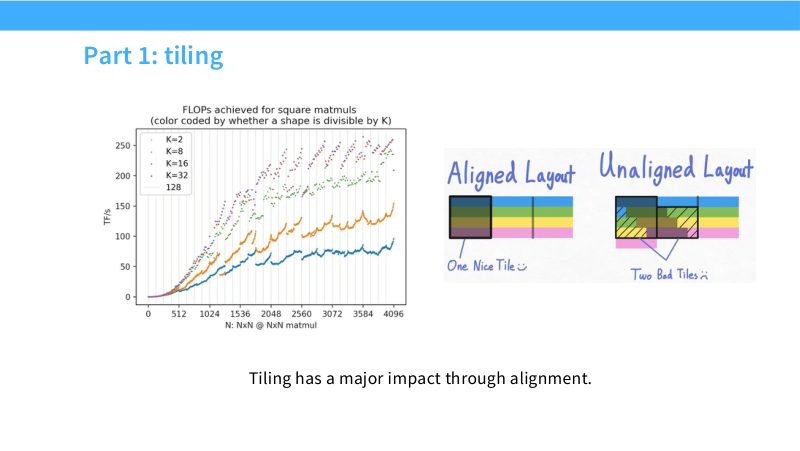 Part 1: tiling
FLOPs achieved for square matmuls
(color coded by whether a shape is divisible by K)
K=2
K=8
K=16
K=32
128
250
200
150
100
50
0
TF/s
0 512 1024 1536 2048 2560 3072 3584 4096
N: NxN @ NxN matmul
Aligned Layout
One Nice Tile
Unaligned Layout
Two Bad Tiles
Tiling has a major impact through alignment.